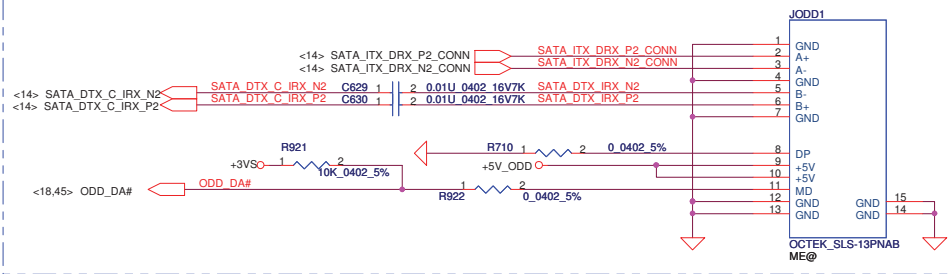 JODD1
<14> SATA_ITX_DRX_P2_CONN SATA_ITX_DRX_P2_CONN
<14> SATA_ITX_DRX_N2_CONN SATA_ITX_DRX_N2_CONN
<14> SATA_DTX_C_IRX_N2 SATA_DTX_C_IRX_N2 C629 1 2 0.01U_0402_16V7K SATA_DTX_IRX_N2
<14> SATA_DTX_C_IRX_P2 SATA_DTX_C_IRX_P2 C630 1 2 0.01U_0402_16V7K SATA_DTX_IRX_P2
1 GND
2 A+
3 A-
4 GND
5 B-
6 B+
7 GND
R710 1 2 0_0402_5% 8 DP
R921
+3VS 1 2 +5V_ODD 9 +5V
10K_0402_5% 10 +5V
<18,45> ODD_DA# ODD_DA# R922 1 2 0_0402_5% 11 MD
12 GND GND 15
13 GND GND 14
OCTEK_SLS-13PNAB
ME@